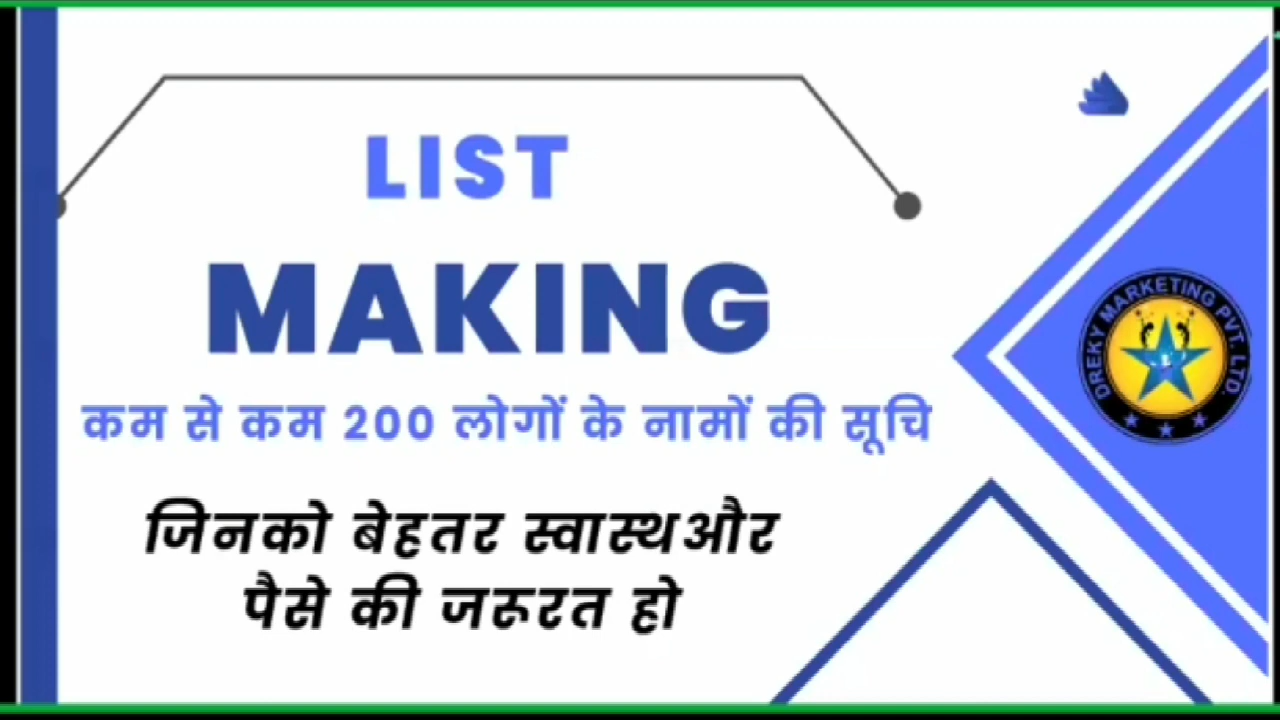 LIST
MAKING
कम से कम 200 लोगों के नामों की सूचि
जिनको बेहतर स्वास्थऔर
पैसे की जरूरत हो
DREKY MARKETING PVT. LTD.